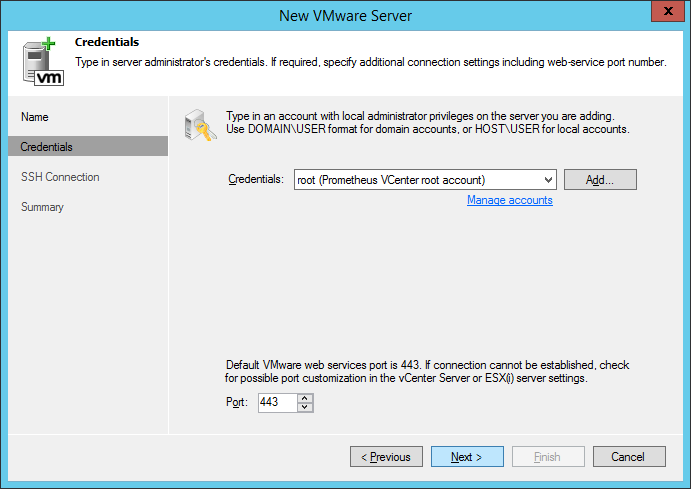 New VMware Server
x
vm
Credentials
Type in server administrator's credentials. If required, specify additional connection settings including web-service port number.
Name
Credentials
SSH Connection
Summary
Type in an account with local administrator privileges on the server you are adding.
Use DOMAIN\USER format for domain accounts, or HOST\USER for local accounts.
Credentials: root (Prometheus VCenter root account) Add...
Manage accounts
Default VMware web services port is 443. If connection cannot be established, check
for possible port customization in the vCenter Server or ESX(i) server settings.
Port: 443
< Previous Next > Finish Cancel